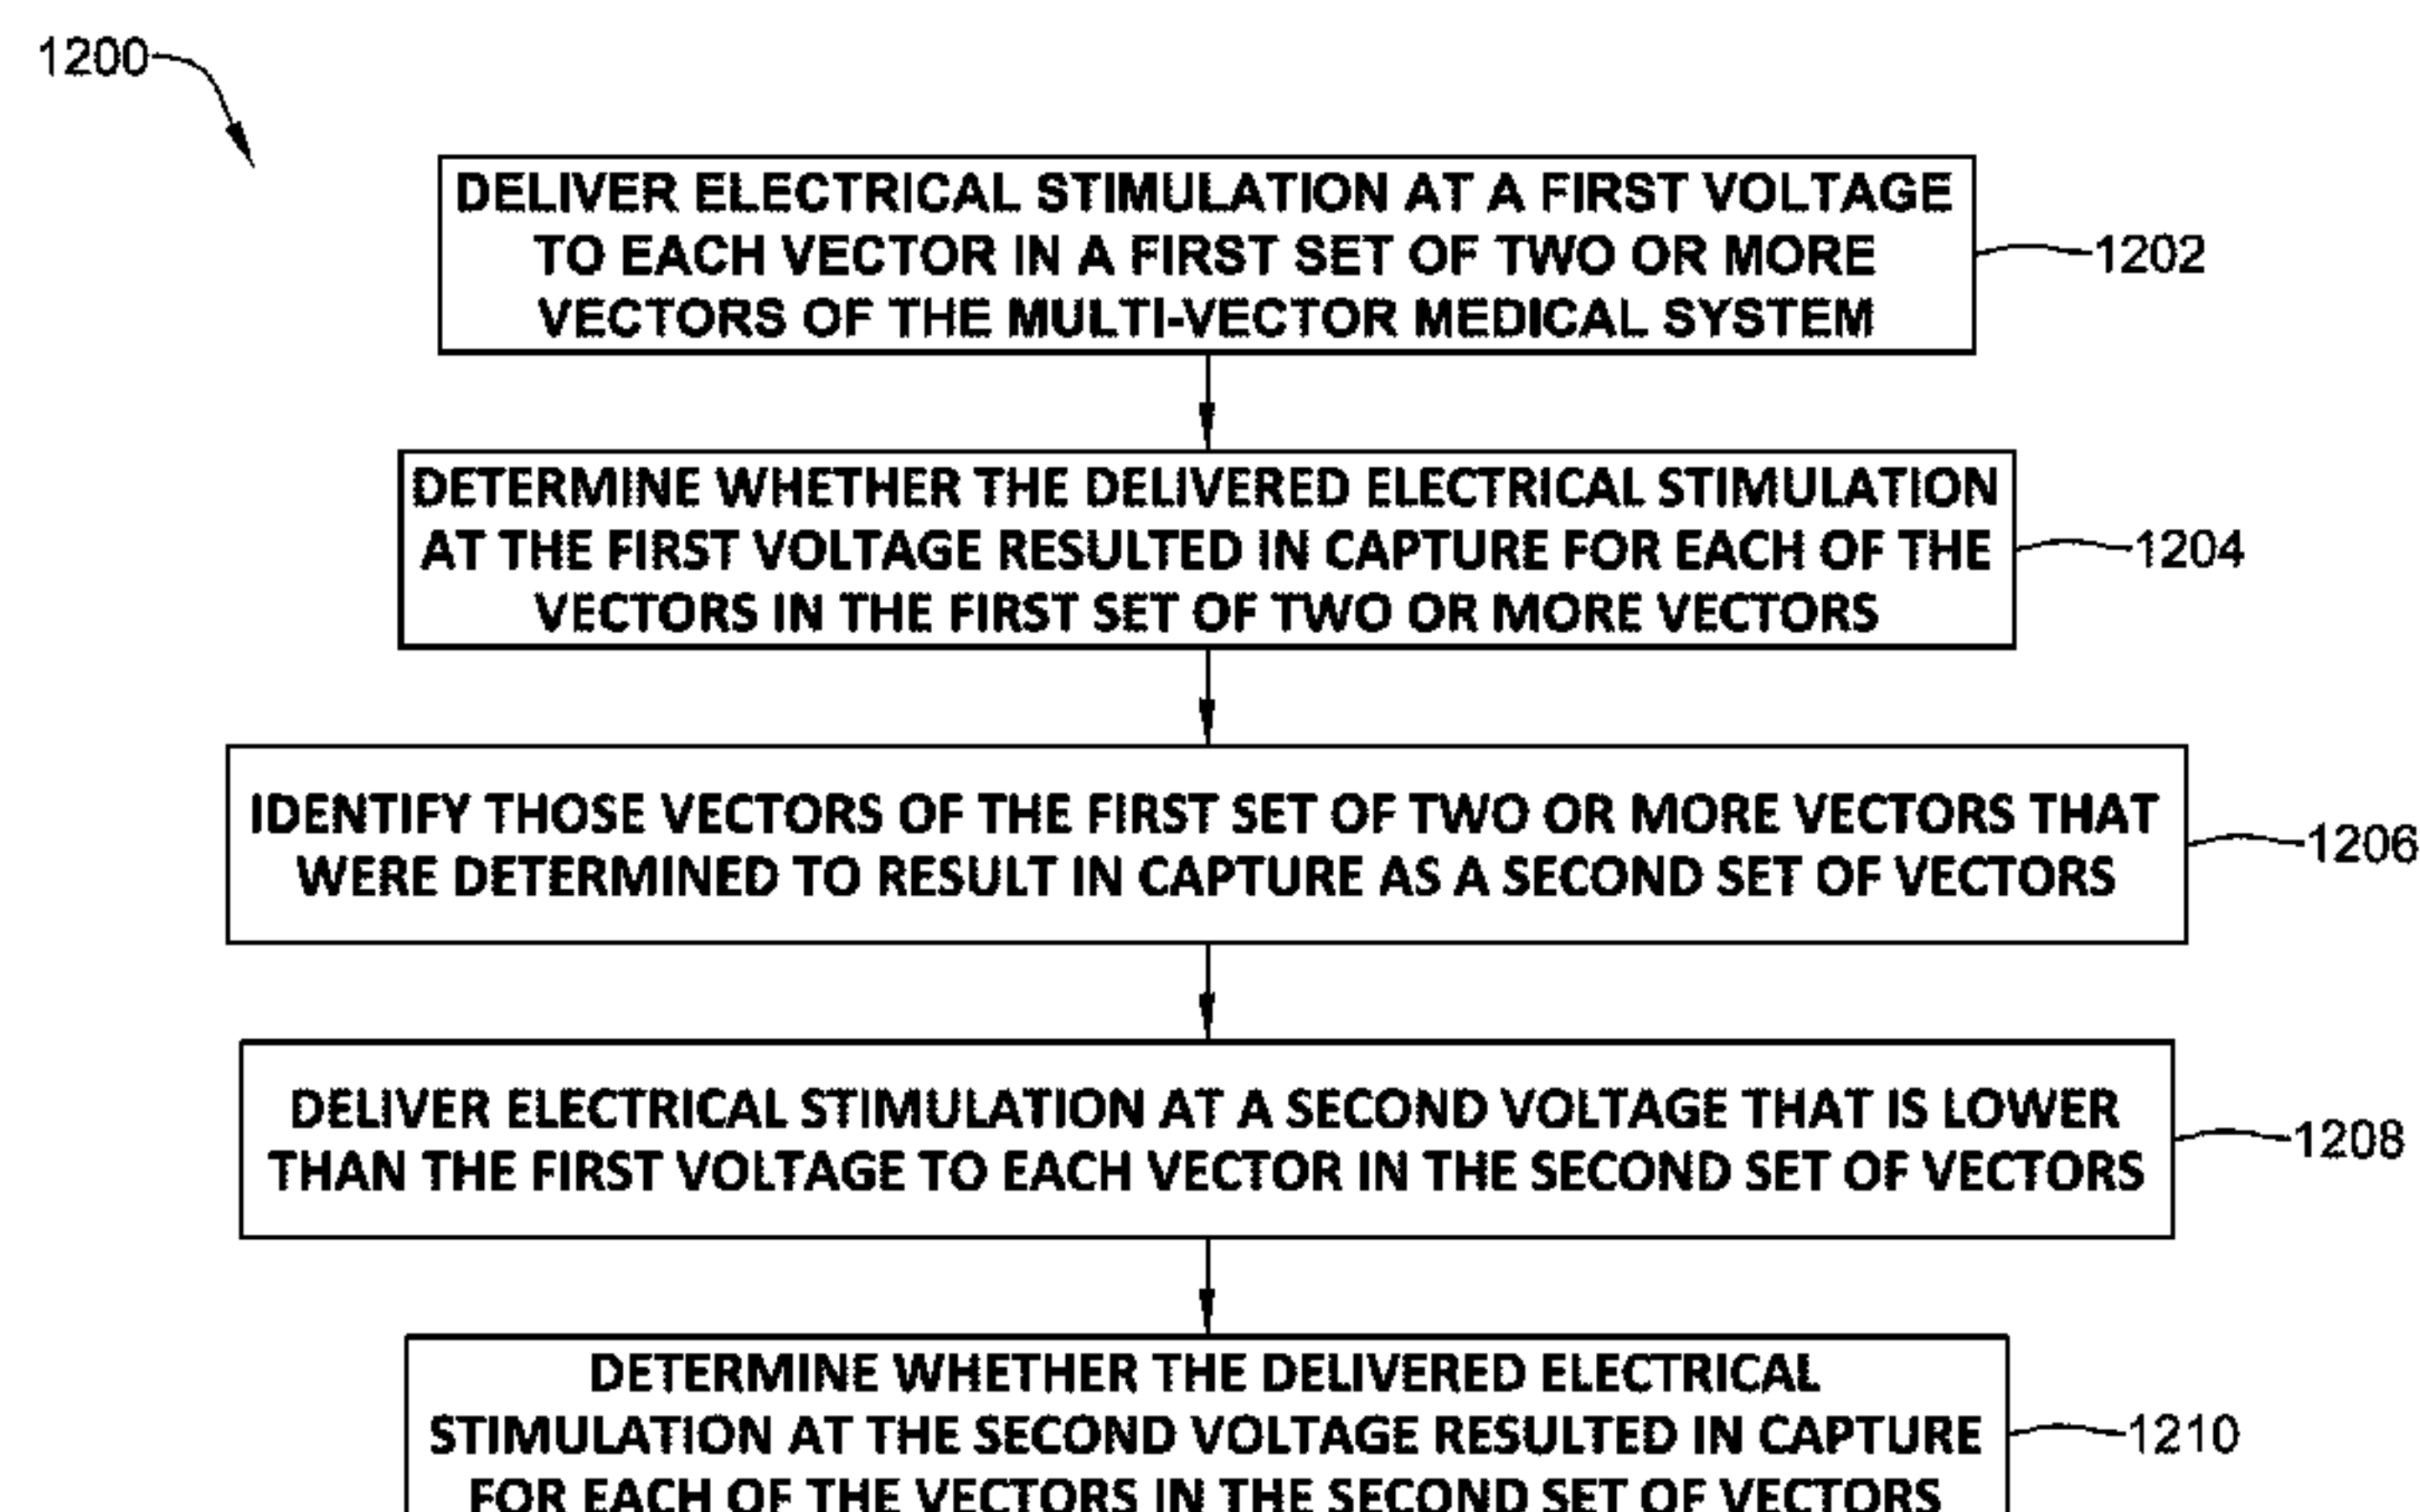 1200
DELIVER ELECTRICAL STIMULATION AT A FIRST VOLTAGE
TO EACH VECTOR IN A FIRST SET OF TWO OR MORE
VECTORS OF THE MULTI-VECTOR MEDICAL SYSTEM
1202
DETERMINE WHETHER THE DELIVERED ELECTRICAL STIMULATION
AT THE FIRST VOLTAGE RESULTED IN CAPTURE FOR EACH OF THE
VECTORS IN THE FIRST SET OF TWO OR MORE VECTORS
1204
IDENTIFY THOSE VECTORS OF THE FIRST SET OF TWO OR MORE VECTORS THAT
WERE DETERMINED TO RESULT IN CAPTURE AS A SECOND SET OF VECTORS
1206
DELIVER ELECTRICAL STIMULATION AT A SECOND VOLTAGE THAT IS LOWER
THAN THE FIRST VOLTAGE TO EACH VECTOR IN THE SECOND SET OF VECTORS
1208
DETERMINE WHETHER THE DELIVERED ELECTRICAL
STIMULATION AT THE SECOND VOLTAGE RESULTED IN CAPTURE
FOR EACH OF THE VECTORS IN THE SECOND SET OF VECTORS
1210